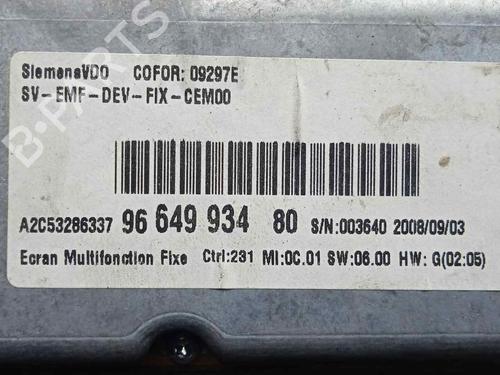 SiemensVDO COFOR: 09297E
SV-EMF-DEV-FIX-CEM00
A2C53286337 96 649 934 80 S/N:003640 2008/09/03
Ecran Multifonction Fixe Ctrl:231 MI:0C.01 SW:06.00 HW: G(02:05)